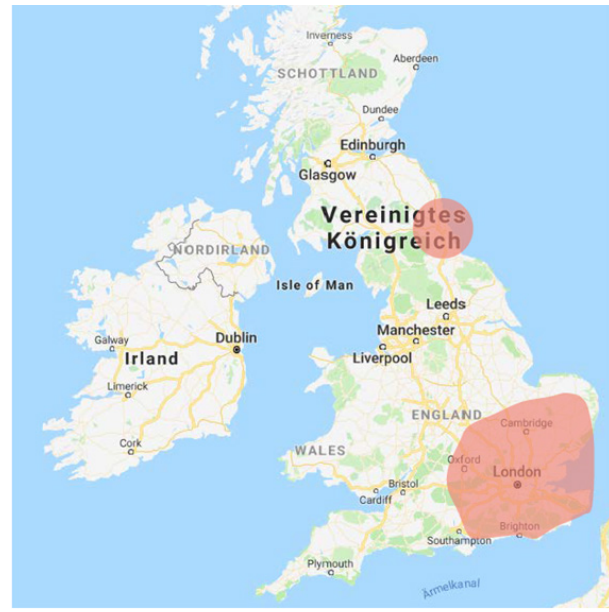 Inverness
Aberdeen
SCHOTTLAND
Dundee
Edinburgh
Glasgow
Vereinigtes
Königreich
NORDIRLAND
Isle of Man
Leeds
Galway
Dublin
Manchester
Irland
Liverpool
Limerick
ENGLAND
Cambridge
Cork
WALES
Oxford
London
Bristol
Cardiff
Brighton
Southampton
Plymouth
Ärmelkanal